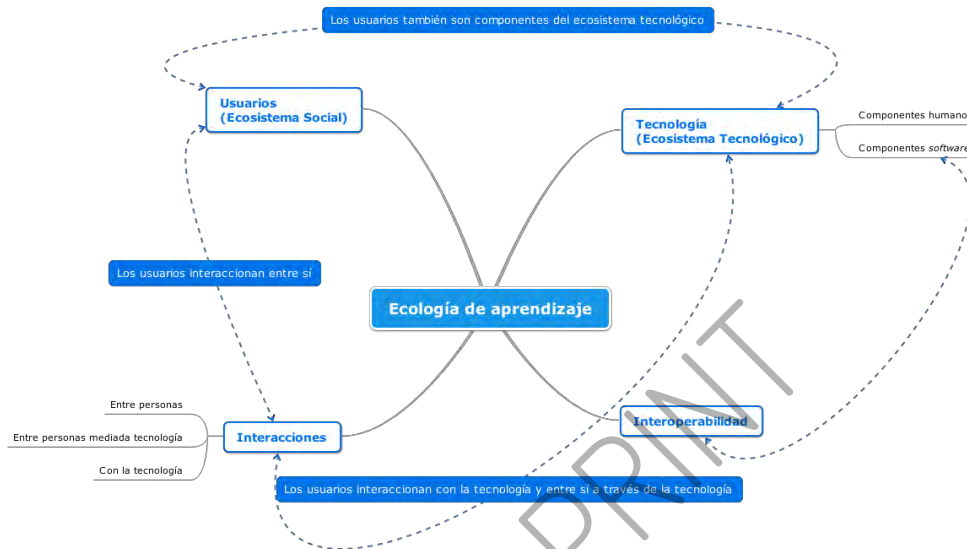 Los usuarios también son componentes del ecosistema tecnológico
Usuarios
(Ecosistema Social)
Tecnología
(Ecosistema Tecnológico)
Componentes humano
Componentes software
Los usuarios interaccionan entre sí
Ecología de aprendizaje
Entre personas
Entre personas mediada tecnología
Con la tecnología
Interacciones
Interoperabilidad
Los usuarios interaccionan con la tecnología y entre sí a través de la tecnología
PRINT